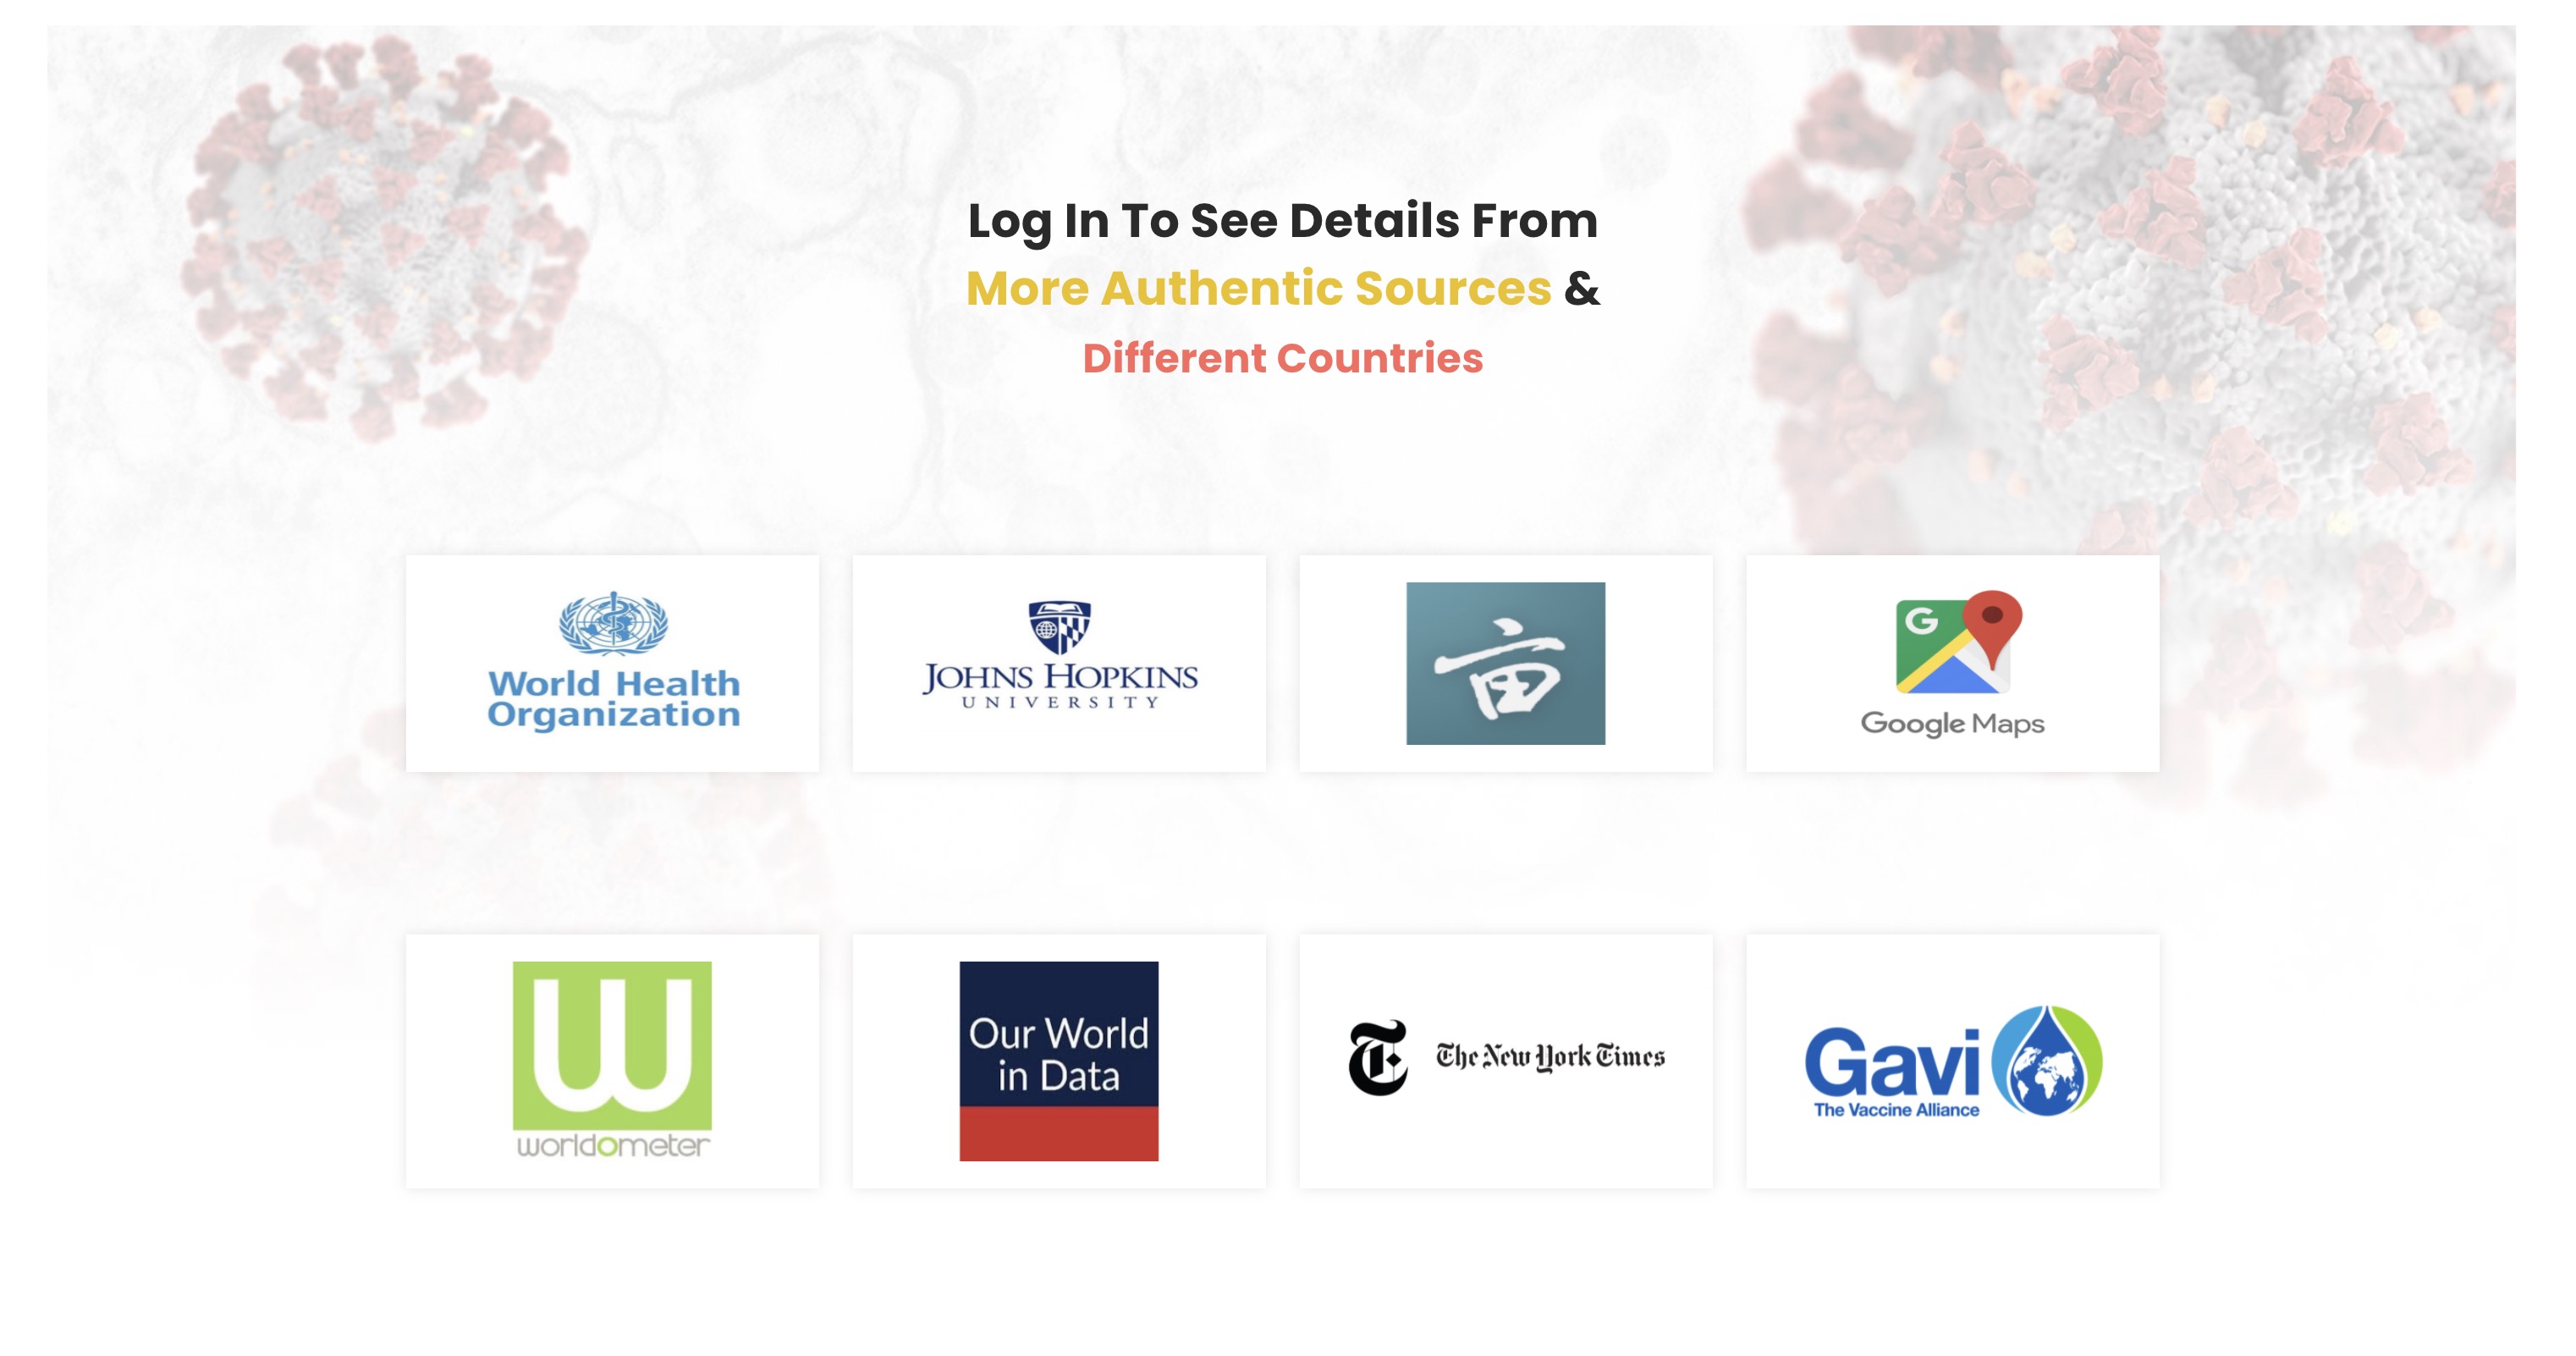 Log In To See Details From
More Authentic Sources &
Different Countries
World Health
Organization
JOHNS HOPKINS
UNIVERSITY
亩
G
Google Maps
W
worldometer
Our World
in Data
T The New York Times
Gavi
The Vaccine Alliance